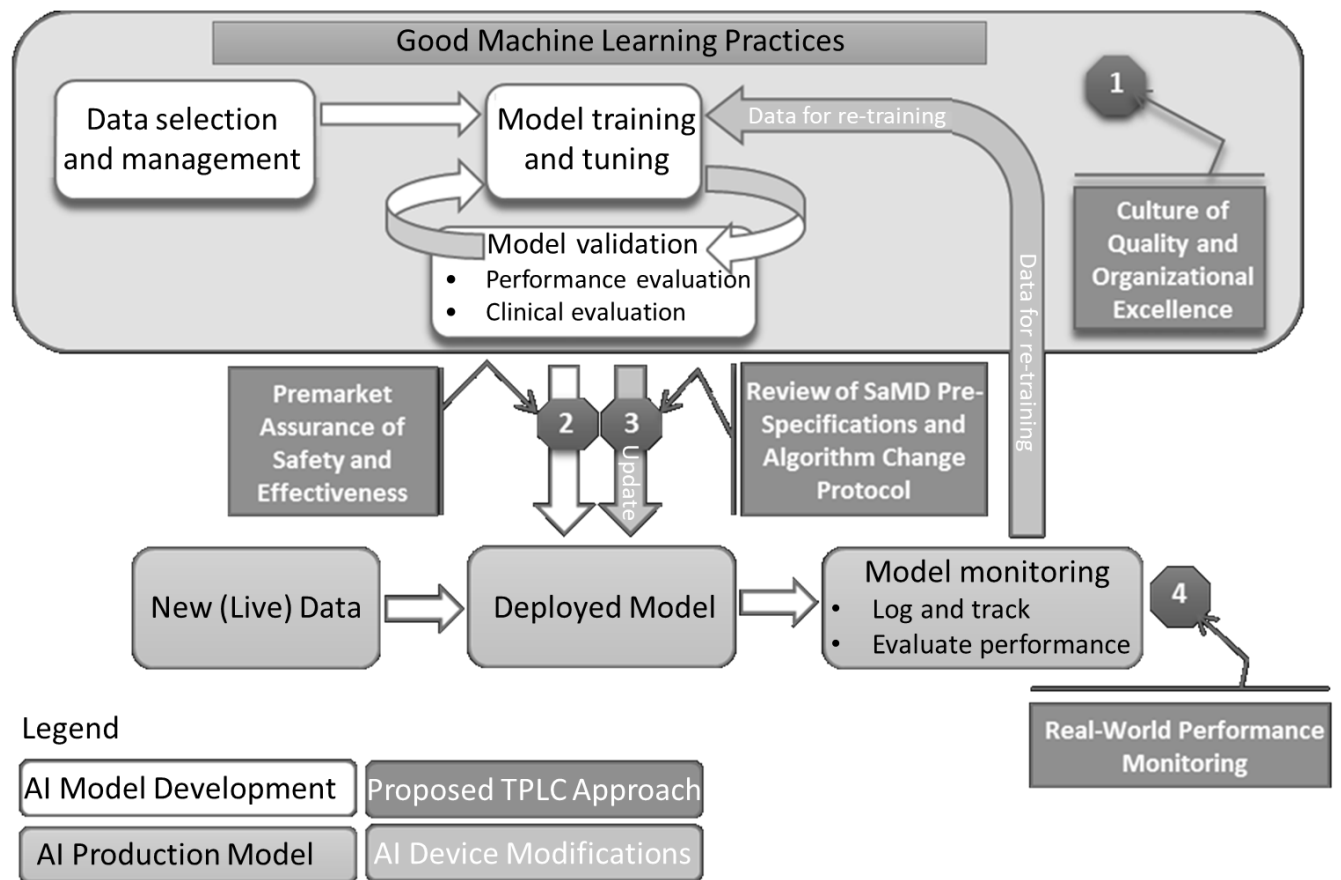 Good Machine Learning Practices
Data selection
and management
Model training
and tuning
Data for re-training
1
Culture of
Quality and
Organizational
Excellence
Model validation
• Performance evaluation
• Clinical evaluation
Data for re-training
Premarket
Assurance of
Safety and
Effectiveness
2
3
Update
Review of SaMD Pre-
Specifications and
Algorithm Change
Protocol
New (Live) Data
Deployed Model
Model monitoring
• Log and track
• Evaluate performance
4
Real-World Performance
Monitoring
Legend
AI Model Development
Proposed TPLC Approach
AI Production Model
AI Device Modifications